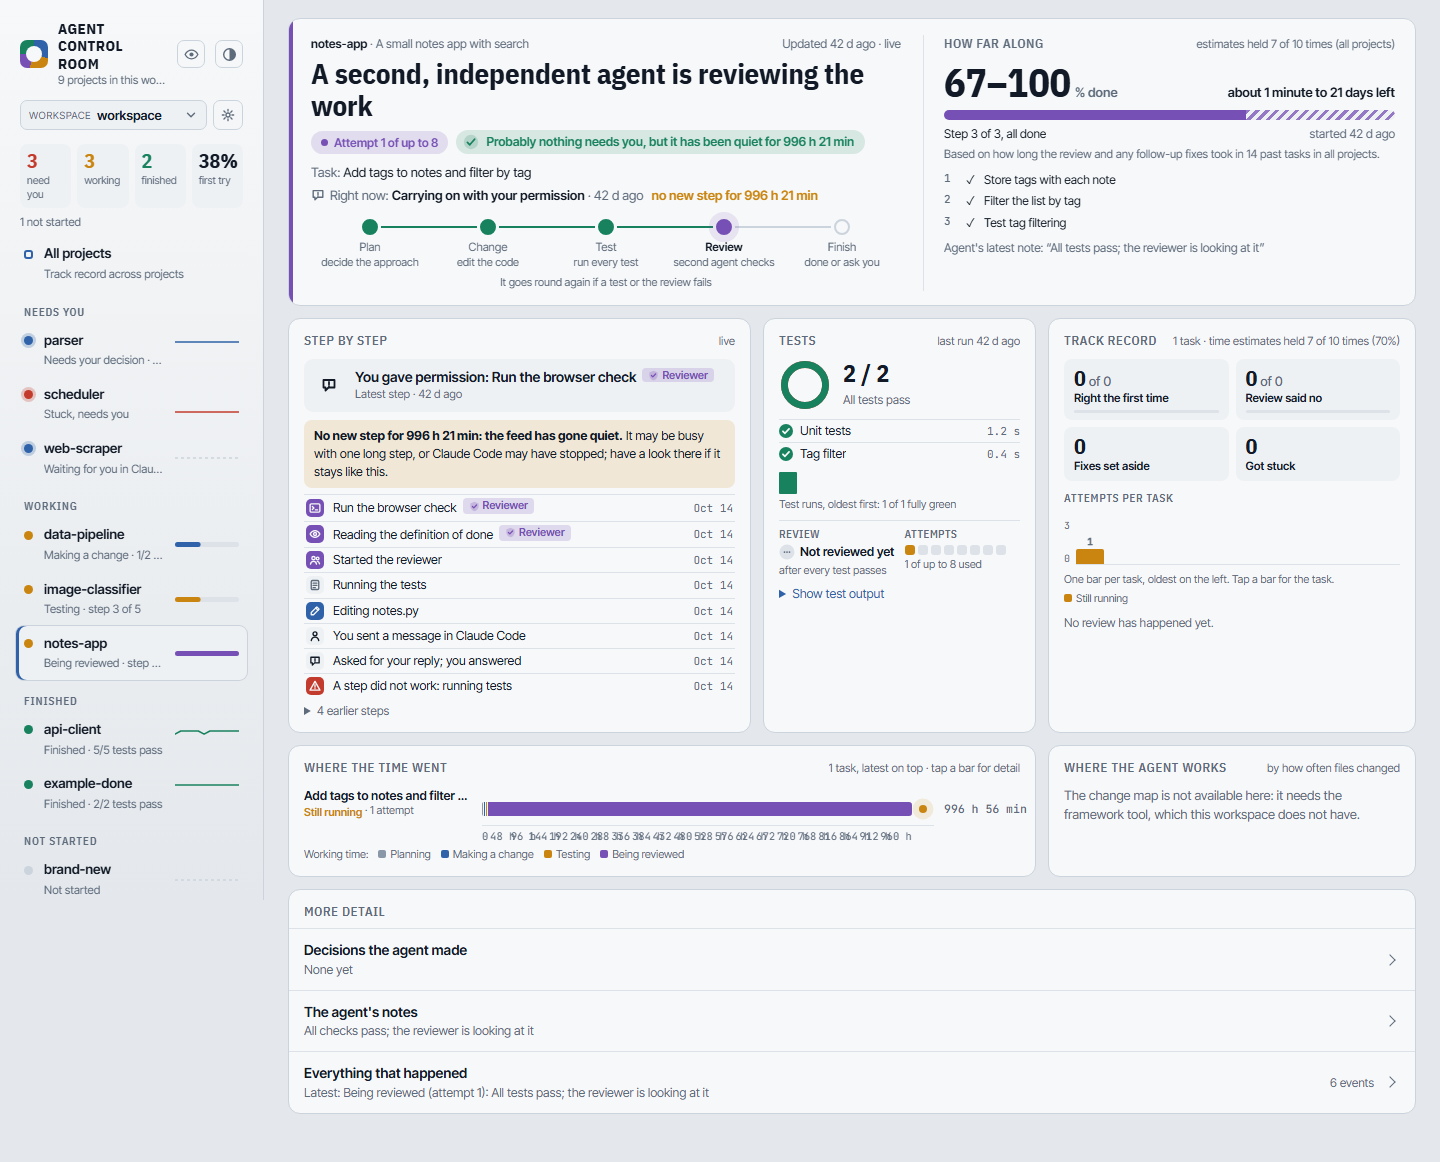 AGENT
CONTROL
ROOM
9 projects in this wo...
WORKSPACE workspace
3 need you
3 working
2 finished
38% first try
1 not started
All projects
Track record across projects
NEEDS YOU
parser
Needs your decision · ...
scheduler
Stuck, needs you
web-scraper
Waiting for you in Clau...
WORKING
data-pipeline
Making a change · 1/2 ...
image-classifier
Testing · step 3 of 5
notes-app
Being reviewed · step ...
FINISHED
api-client
Finished · 5/5 tests pass
example-done
Finished · 2/2 tests pass
NOT STARTED
brand-new
Not started
notes-app · A small notes app with search
Updated 42 d ago · live
A second, independent agent is reviewing the
work
Attempt 1 of up to 8
Probably nothing needs you, but it has been quiet for 996 h 21 min
Task: Add tags to notes and filter by tag
Right now: Carrying on with your permission · 42 d ago no new step for 996 h 21 min
Plan
decide the approach
Change
edit the code
Test
run every test
Review
second agent checks
Finish
done or ask you
It goes round again if a test or the review fails
HOW FAR ALONG
estimates held 7 of 10 times (all projects)
67–100 % done
about 1 minute to 21 days left
Step 3 of 3, all done
started 42 d ago
Based on how long the review and any follow-up fixes took in 14 past tasks in all projects.
1 ✓ Store tags with each note
2 ✓ Filter the list by tag
3 ✓ Test tag filtering
Agent's latest note: “All tests pass; the reviewer is looking at it”
STEP BY STEP
live
You gave permission: Run the browser check Reviewer
Latest step · 42 d ago
No new step for 996 h 21 min: the feed has gone quiet. It may be busy
with one long step, or Claude Code may have stopped; have a look there if it
stays like this.
Run the browser check Reviewer Oct 14
Reading the definition of done Reviewer Oct 14
Started the reviewer Oct 14
Running the tests Oct 14
Editing notes.py Oct 14
You sent a message in Claude Code Oct 14
Asked for your reply; you answered Oct 14
A step did not work: running tests Oct 14
4 earlier steps
TESTS
last run 42 d ago
2 / 2
All tests pass
Unit tests 1.2 s
Tag filter 0.4 s
Test runs, oldest first: 1 of 1 fully green
REVIEW
Not reviewed yet
after every test passes
ATTEMPTS
1 of up to 8 used
Show test output
TRACK RECORD
1 task · time estimates held 7 of 10 times (70%)
0 of 0
Right the first time
0 of 0
Review said no
0
Fixes set aside
0
Got stuck
ATTEMPTS PER TASK
3
1
0
One bar per task, oldest on the left. Tap a bar for the task.
Still running
No review has happened yet.
WHERE THE TIME WENT
1 task, latest on top · tap a bar for detail
Add tags to notes and filter ...
Still running · 1 attempt
996 h 56 min
0 48 h
Working time: Planning Making a change Testing Being reviewed
WHERE THE AGENT WORKS
by how often files changed
The change map is not available here: it needs the
framework tool, which this workspace does not have.
MORE DETAIL
Decisions the agent made
None yet
The agent's notes
All checks pass; the reviewer is looking at it
Everything that happened
Latest: Being reviewed (attempt 1): All tests pass; the reviewer is looking at it
6 events